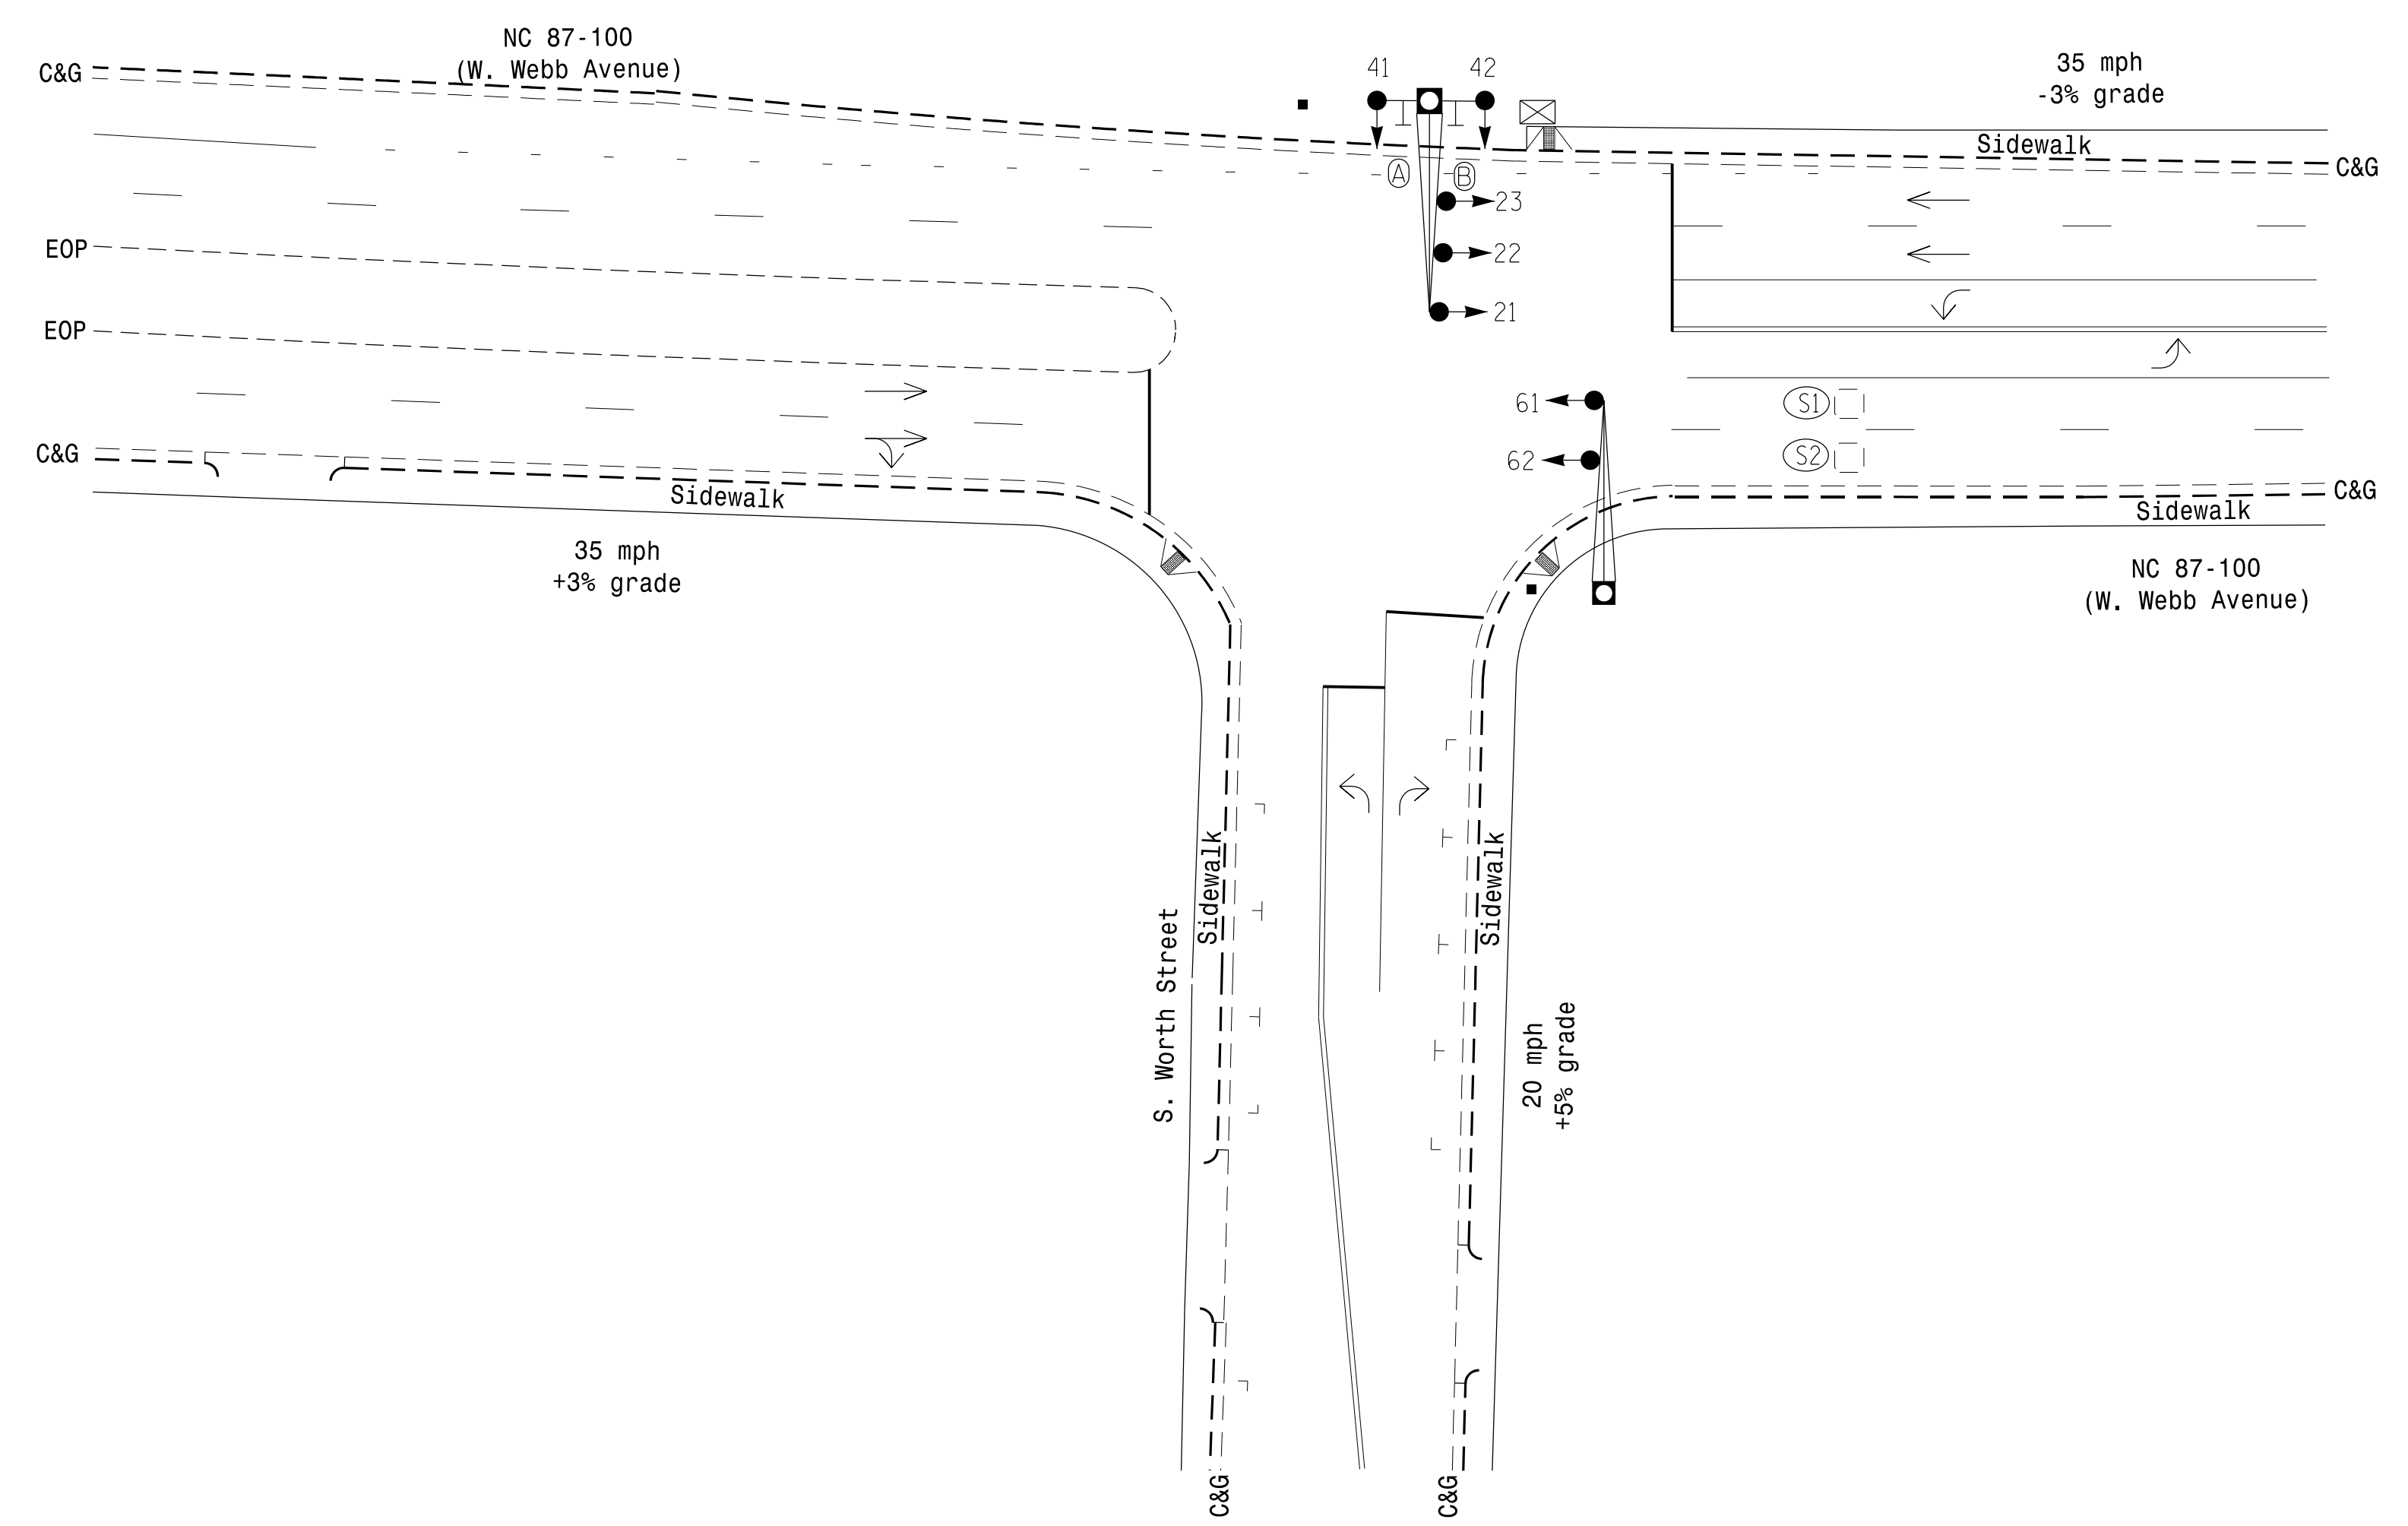 NC 87-100
(W. Webb Avenue)
C&G
41
42
35 mph
-3% grade
Sidewalk
C&G
A
B
23
22
21
EOP
EOP
61
62
S1
S2
C&G
Sidewalk
35 mph
+3% grade
C&G
Sidewalk
NC 87-100
(W. Webb Avenue)
Sidewalk
Sidewalk
S. Worth Street
20 mph
+5% grade
C&G
C&G